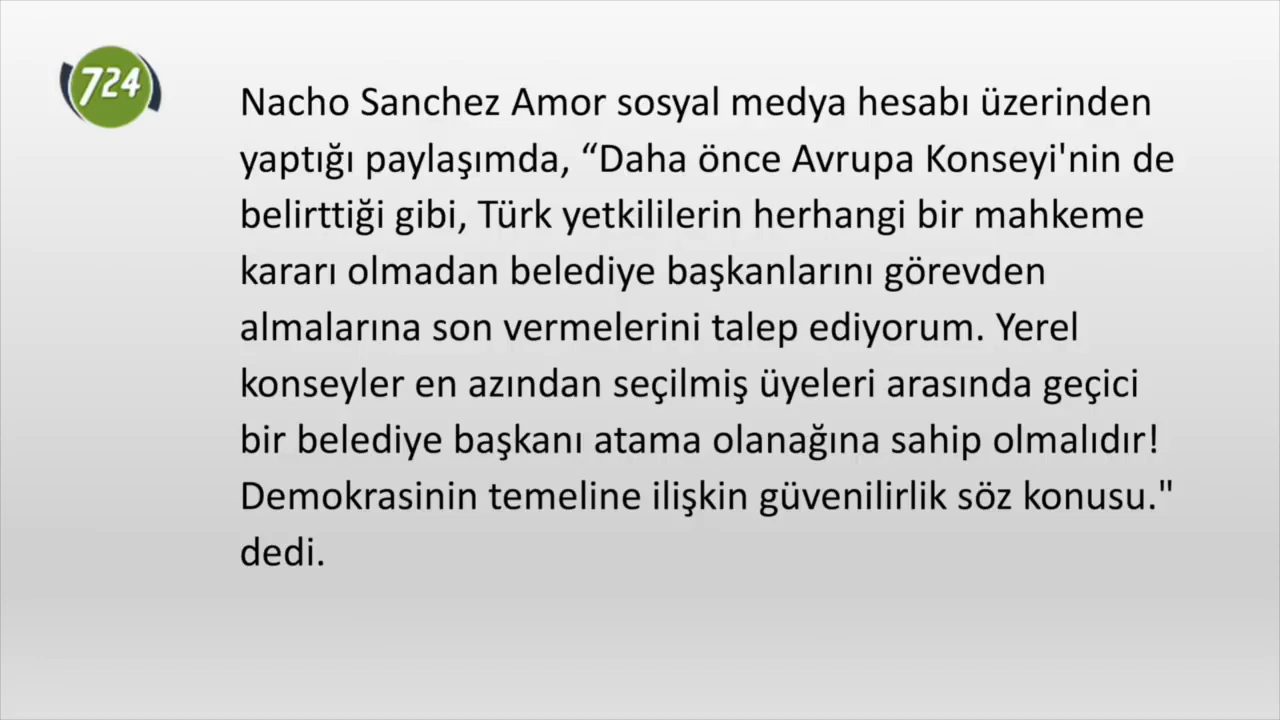 724
Nacho Sanchez Amor sosyal medya hesabı üzerinden
yaptığı paylaşımda, “Daha önce Avrupa Konseyi'nin de
belirttiği gibi, Türk yetkililerin herhangi bir mahkeme
kararı olmadan belediye başkanlarını görevden
almalarına son vermelerini talep ediyorum. Yerel
konseyler en azından seçilmiş üyeleri arasında geçici
bir belediye başkanı atama olanağına sahip olmalıdır!
Demokrasinin temeline ilişkin güvenilirlik söz konusu."
dedi.